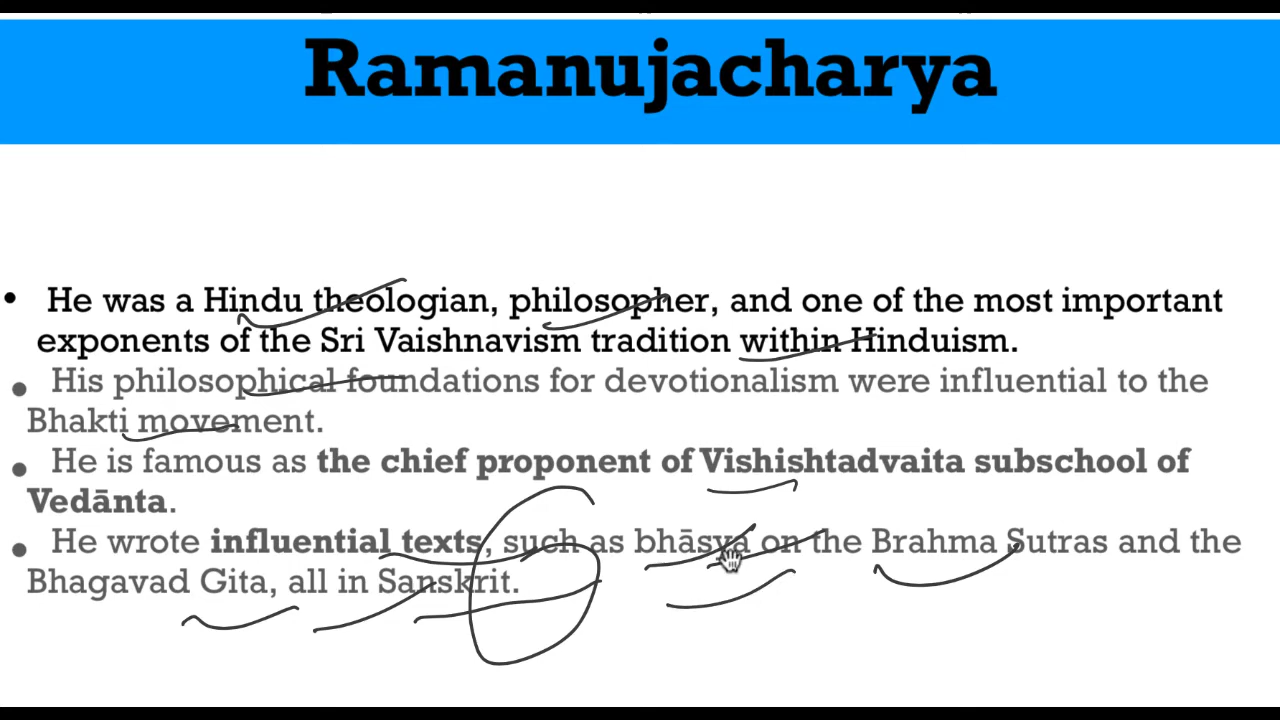 Ramanujacharya
• He was a Hindu theologian, philosopher, and one of the most important
exponents of the Sri Vaishnavism tradition within Hinduism.
• His philosophical foundations for devotionalism were influential to the
Bhakti movement.
• He is famous as the chief proponent of Vishishtadvaita subschool of
Vedānta.
• He wrote influential texts, such as bhāsya on the Brahma Sutras and the
Bhagavad Gita, all in Sanskrit.